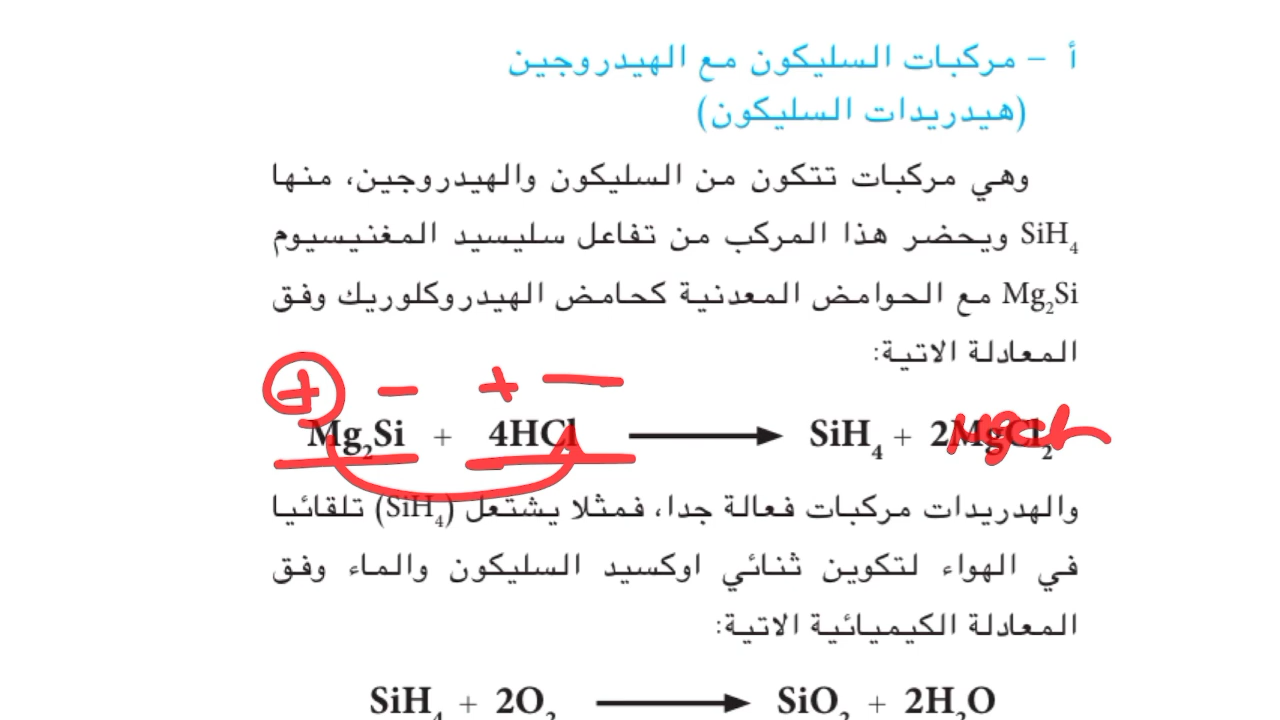 أ - مركبات السليكون مع الهيدروجين
(هيدريدات السليكون)
وهي مركبات تتكون من السليكون والهيدروجين، منها
SiH₄ ويحضر هذا المركب من تفاعل سليسيد المغنيسيوم
Mg₂Si مع الحوامض المعدنية كحامض الهيدروكلوريك وفق
المعادلة الاتية:
+ − + −
Mg₂Si + 4HCl → SiH₄ + 2MgCl₂
والهدريدات مركبات فعالة جدا، فمثلا يشتعل (SiH₄) تلقائيا
في الهواء لتكوين ثنائي اوكسيد السليكون والماء وفق
المعادلة الكيميائية الاتية:
SiH₄ + 2O₂ → SiO₂ + 2H₂O